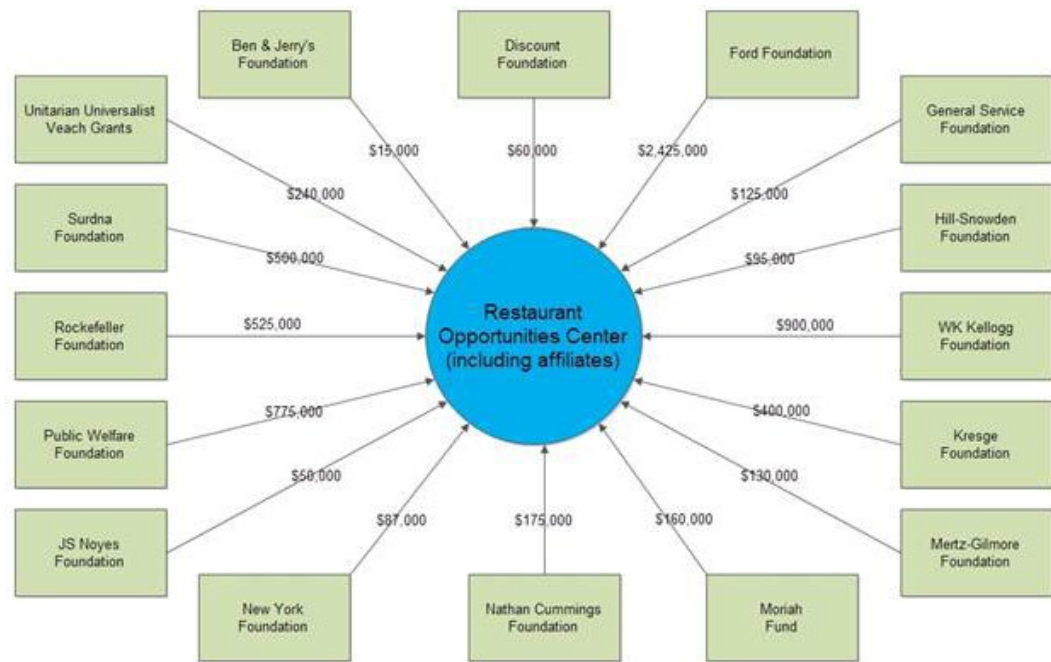 Ben & Jerry's
Foundation
Discount
Foundation
Ford Foundation
Unitarian Universalist
Veach Grants
General Service
Foundation
$15,000
$60,000
$2,425,000
$125,000
$240,000
Surdna
Foundation
Hill-Snowden
Foundation
$500,000
$95,000
Restaurant
Opportunities Center
(including affiliates)
Rockefeller
Foundation
$525,000
$900,000
WK Kellogg
Foundation
Public Welfare
Foundation
$775,000
$400,000
Kresge
Foundation
$50,000
$130,000
JS Noyes
Foundation
$87,000
$175,000
$160,000
Mertz-Gilmore
Foundation
New York
Foundation
Nathan Cummings
Foundation
Moriah
Fund